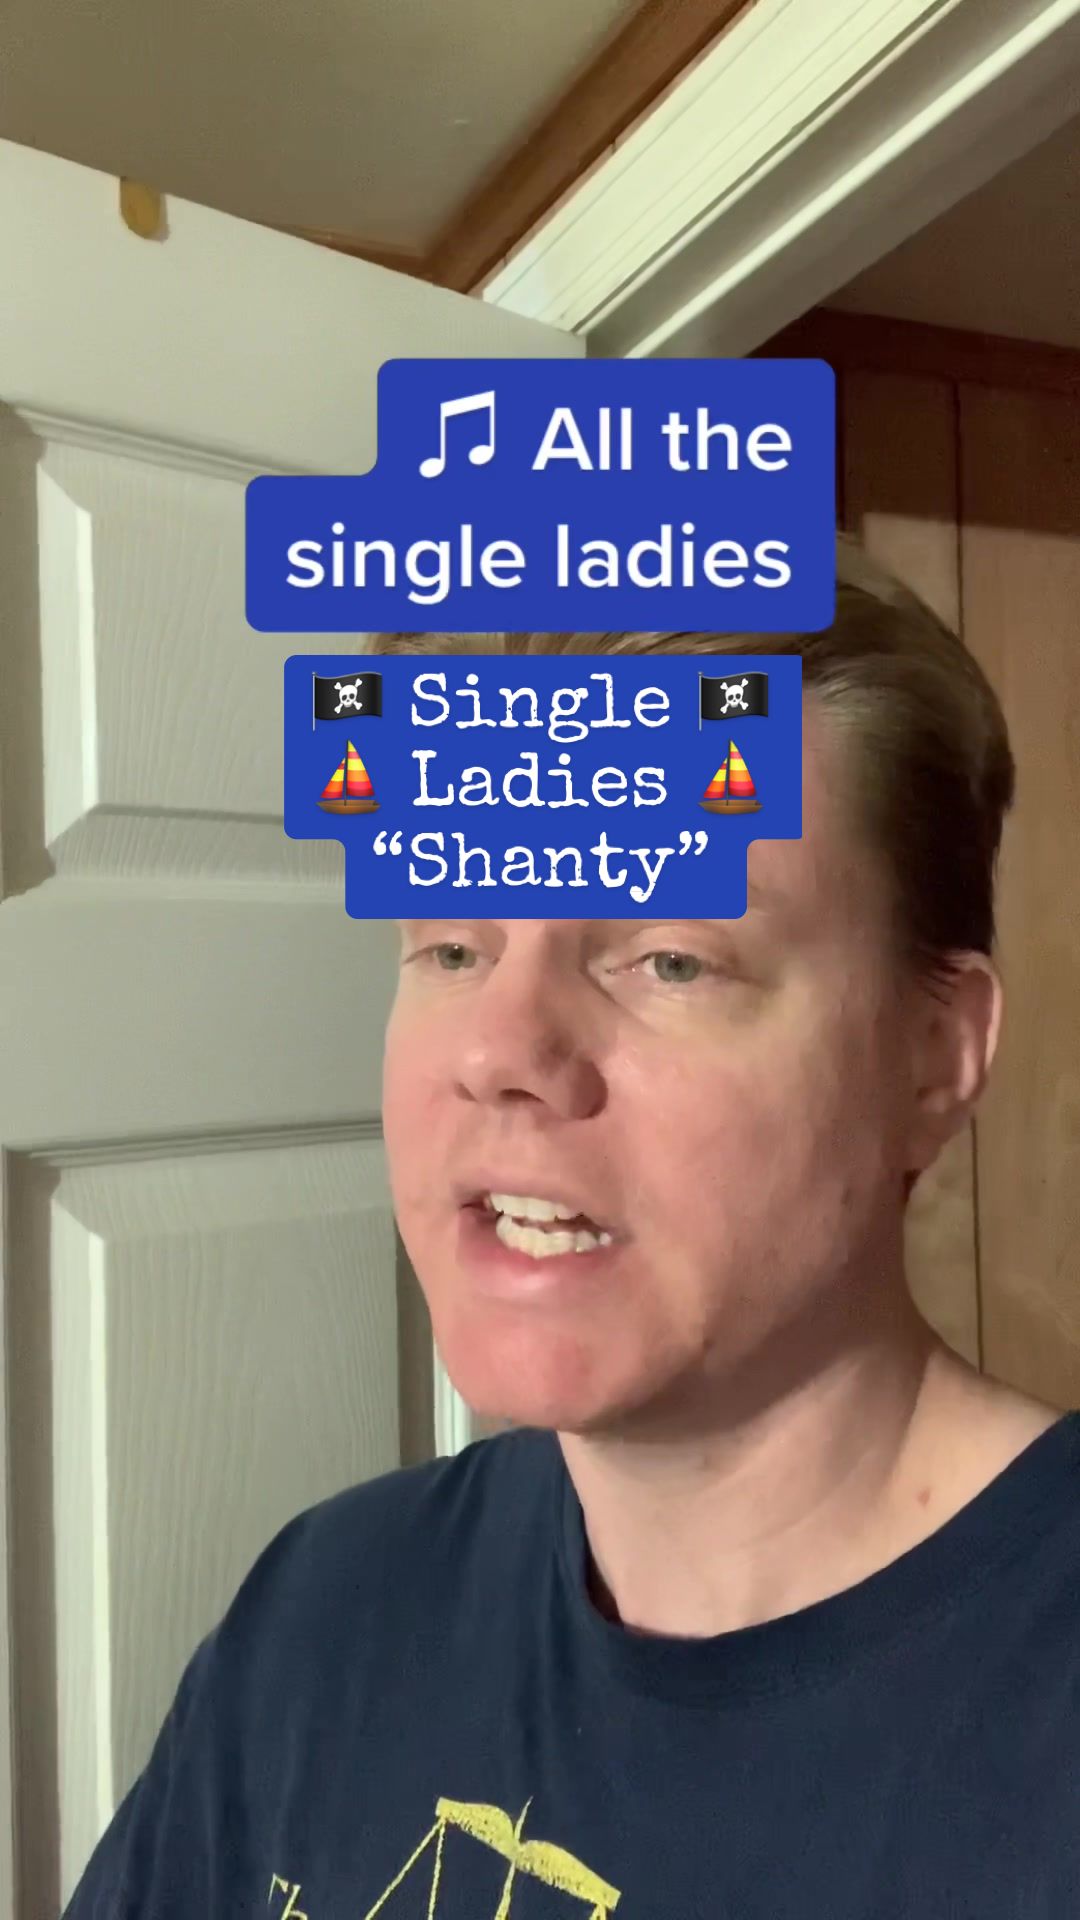 🎵 All the
single ladies
🏴‍☠️ Single 🏴‍☠️
⛵ Ladies ⛵
“Shanty”